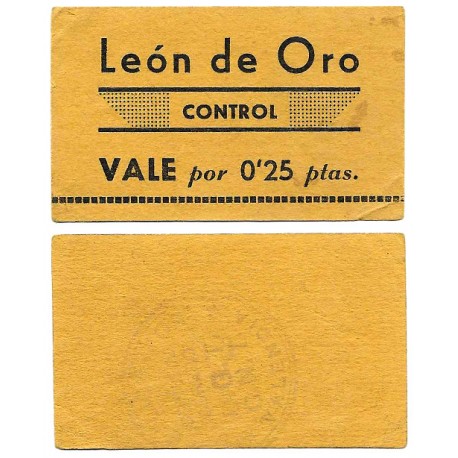 León de Oro
CONTROL
VALE por 0'25 ptas.